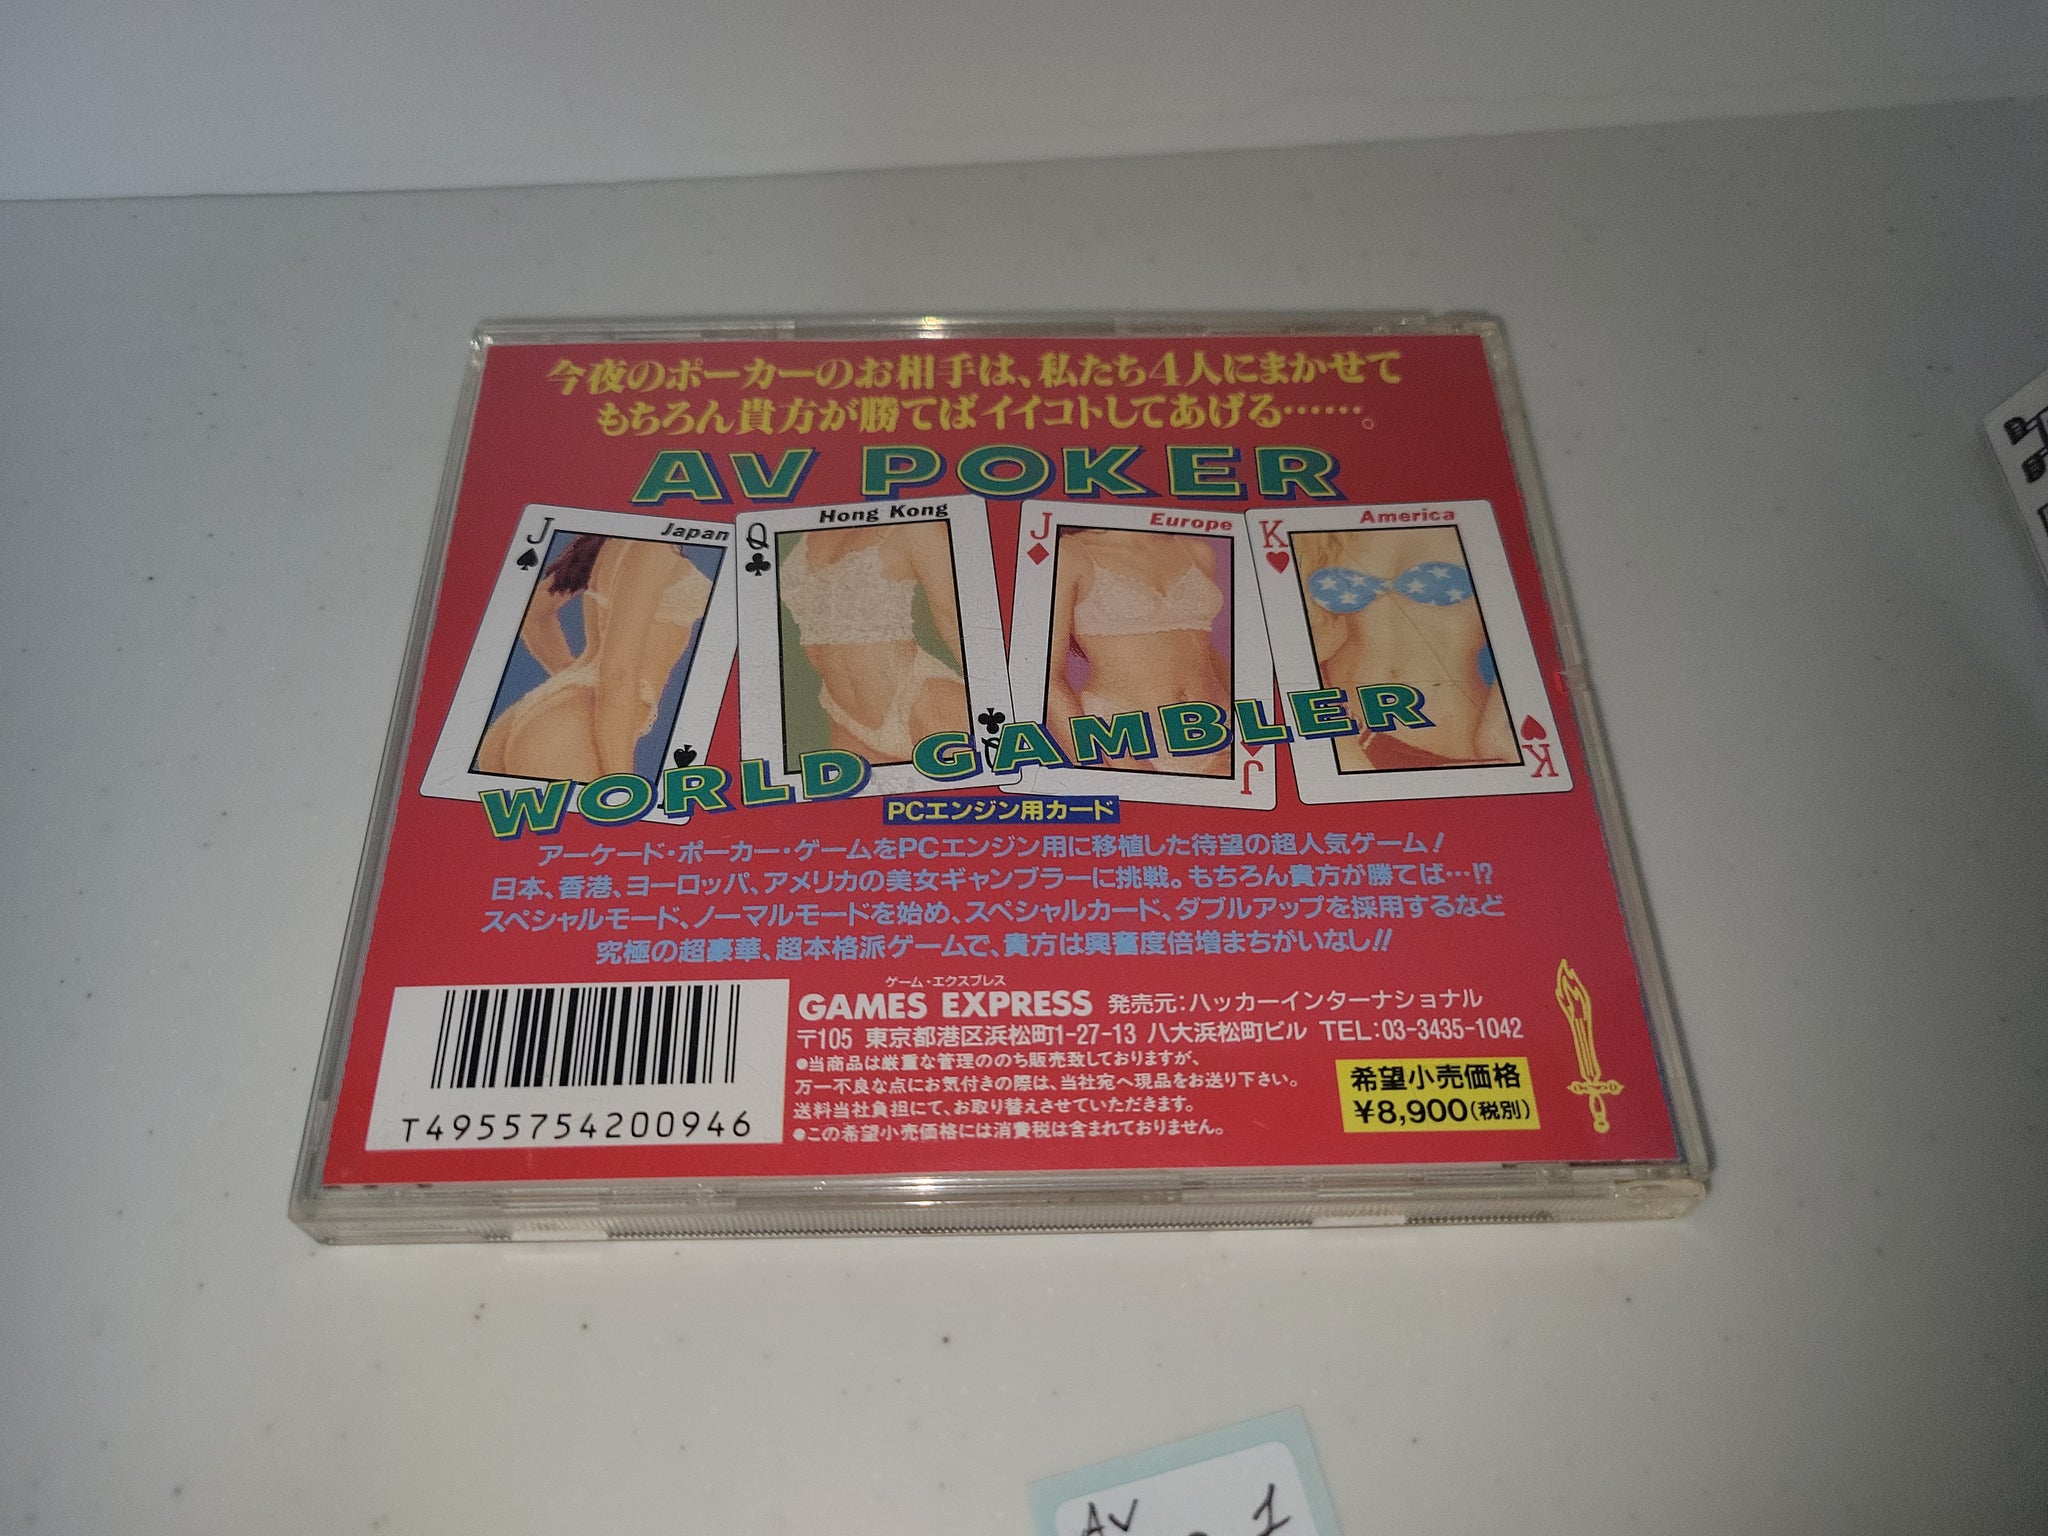 今夜のポーカーのお相手は、私たち4人にまかせて
もちろん貴方が勝てばイイコトしてあげる……。
AV POKER
J Japan
Q Hong Kong
J Europe
K America
Q
J
K
WORLD GAMBLER
PCエンジン用カード
アーケード・ポーカー・ゲームをPCエンジン用に移植した待望の超人気ゲーム!
日本、香港、ヨーロッパ、アメリカの美女ギャンブラーに挑戦。もちろん貴方が勝てば…!?
スペシャルモード、ノーマルモードを始め、スペシャルカード、ダブルアップを採用するなど
究極の超豪華、超本格派ゲームで、貴方は興奮度倍増まちがいなし!!
ゲーム・エクスプレス
GAMES EXPRESS 発売元:ハッカーインターナショナル
〒105 東京都港区浜松町1-27-13 八大浜松町ビル TEL:03-3435-1042
●当商品は厳重な管理ののち販売致しておりますが、
万一不良な点にお気付きの際は、当社宛へ現品をお送り下さい。
送料当社負担にて、お取り替えさせていただきます。
●この希望小売価格には消費税は含まれておりません。
希望小売価格
¥8,900(税別)
T4955754200946
AV
1